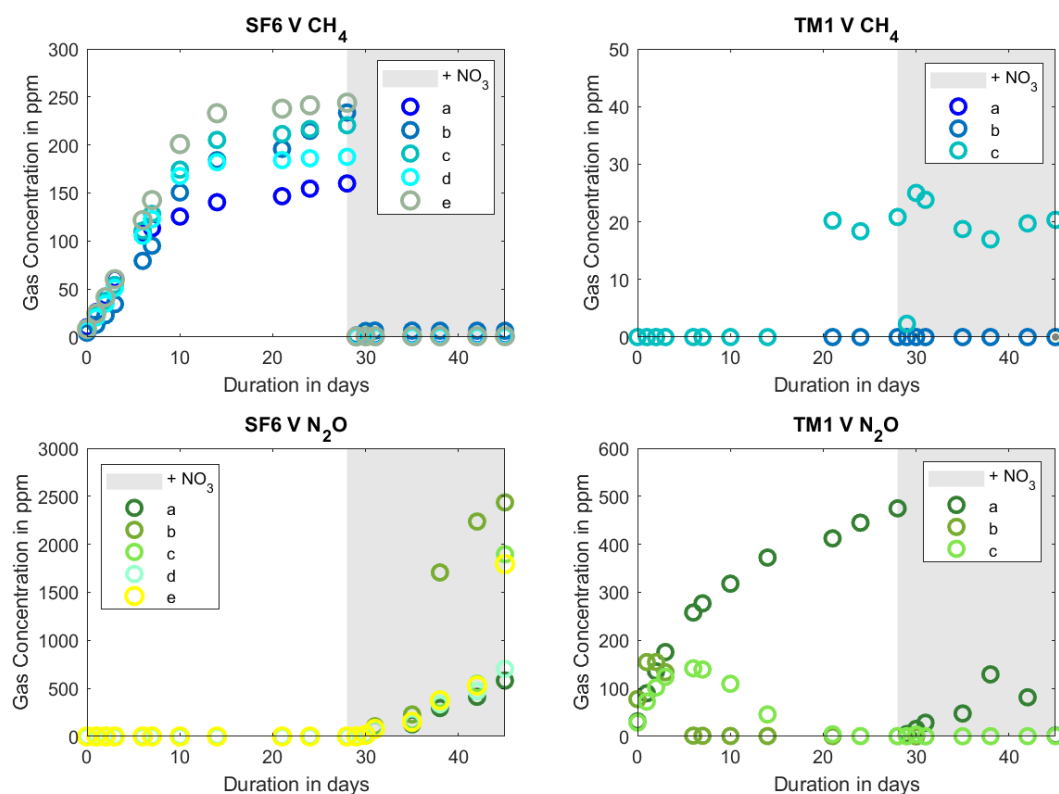 SF6 V CH4
300
250
200
150
100
50
0
0
10
20
30
40
Gas Concentration in ppm
Duration in days
+ NO3
a
b
c
d
e
TM1 V CH4
50
40
30
20
10
0
0
10
20
30
40
Gas Concentration in ppm
Duration in days
+ NO3
a
b
c
SF6 V N2O
3000
2500
2000
1500
1000
500
0
0
10
20
30
40
Gas Concentration in ppm
Duration in days
+ NO3
a
b
c
d
e
TM1 V N2O
600
500
400
300
200
100
0
0
10
20
30
40
Gas Concentration in ppm
Duration in days
+ NO3
a
b
c